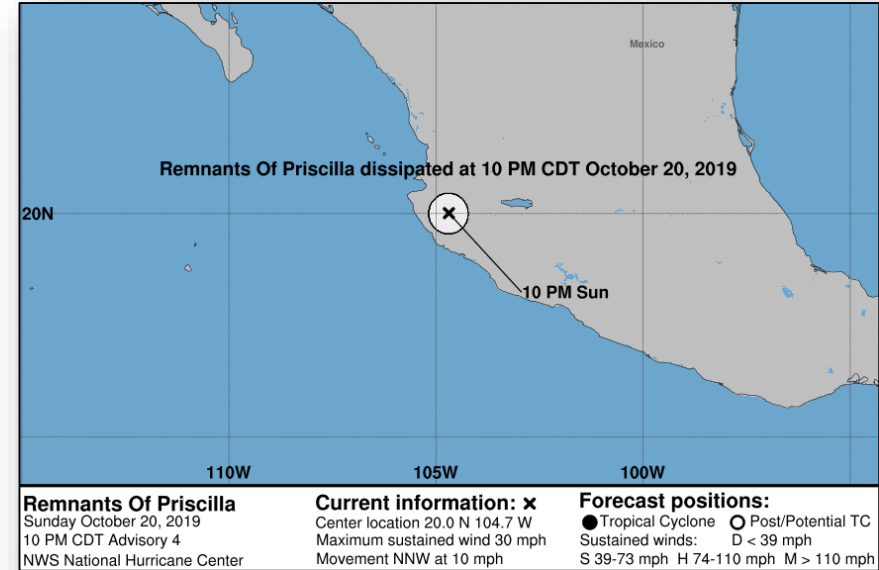 Mexico
Remnants Of Priscilla dissipated at 10 PM CDT October 20, 2019
20N
10 PM Sun
110W 105W 100W
Remnants Of Priscilla
Sunday October 20, 2019
10 PM CDT Advisory 4
NWS National Hurricane Center
Current information: ×
Center location 20.0 N 104.7 W
Maximum sustained wind 30 mph
Movement NNW at 10 mph
Forecast positions:
● Tropical Cyclone ○ Post/Potential TC
Sustained winds: D < 39 mph
S 39-73 mph H 74-110 mph M > 110 mph